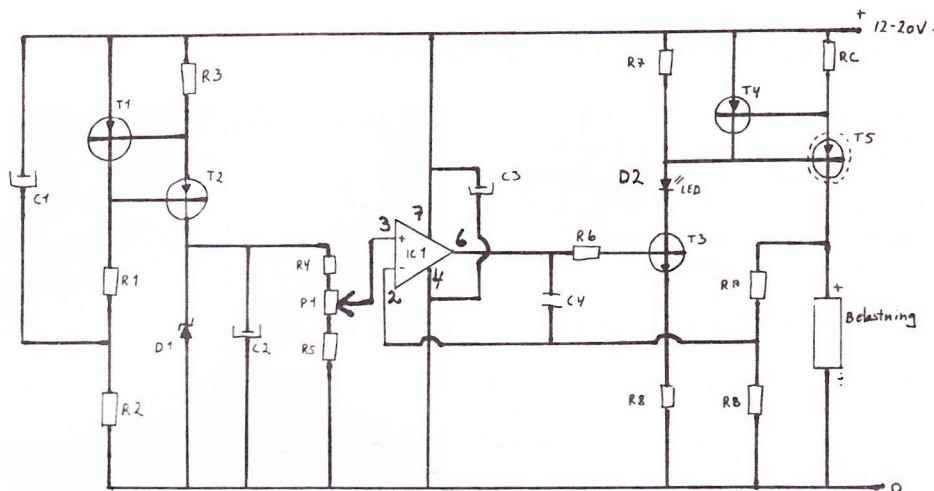 +
12-20V.
R3
R7
RC
T1
T4
T5
T2
C3
C1
D2
LED
7
3
+
IC1
6
R6
T3
-
4
2
R4
P1
R1
RA
+
Belastning
C4
D1
C2
R5
R2
R8
RB
0